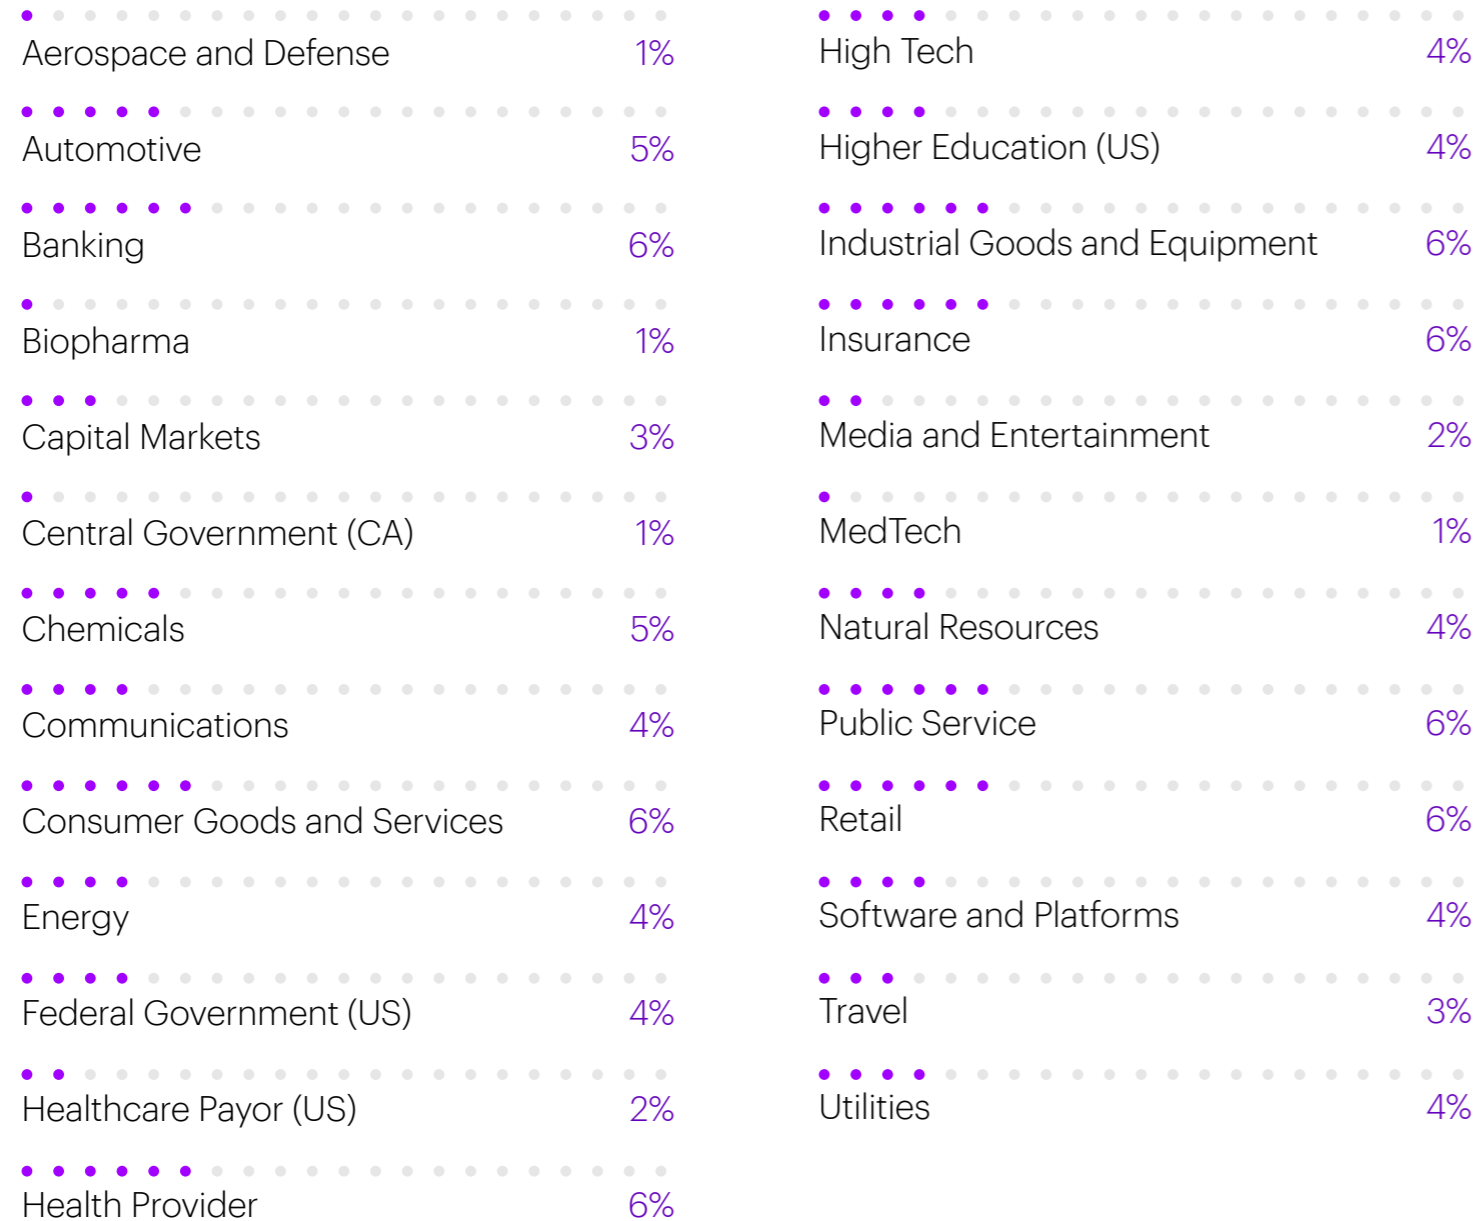 Aerospace and Defense 1%
Automotive 5%
Banking 6%
Biopharma 1%
Capital Markets 3%
Central Government (CA) 1%
Chemicals 5%
Communications 4%
Consumer Goods and Services 6%
Energy 4%
Federal Government (US) 4%
Healthcare Payor (US) 2%
Health Provider 6%
High Tech 4%
Higher Education (US) 4%
Industrial Goods and Equipment 6%
Insurance 6%
Media and Entertainment 2%
MedTech 1%
Natural Resources 4%
Public Service 6%
Retail 6%
Software and Platforms 4%
Travel 3%
Utilities 4%